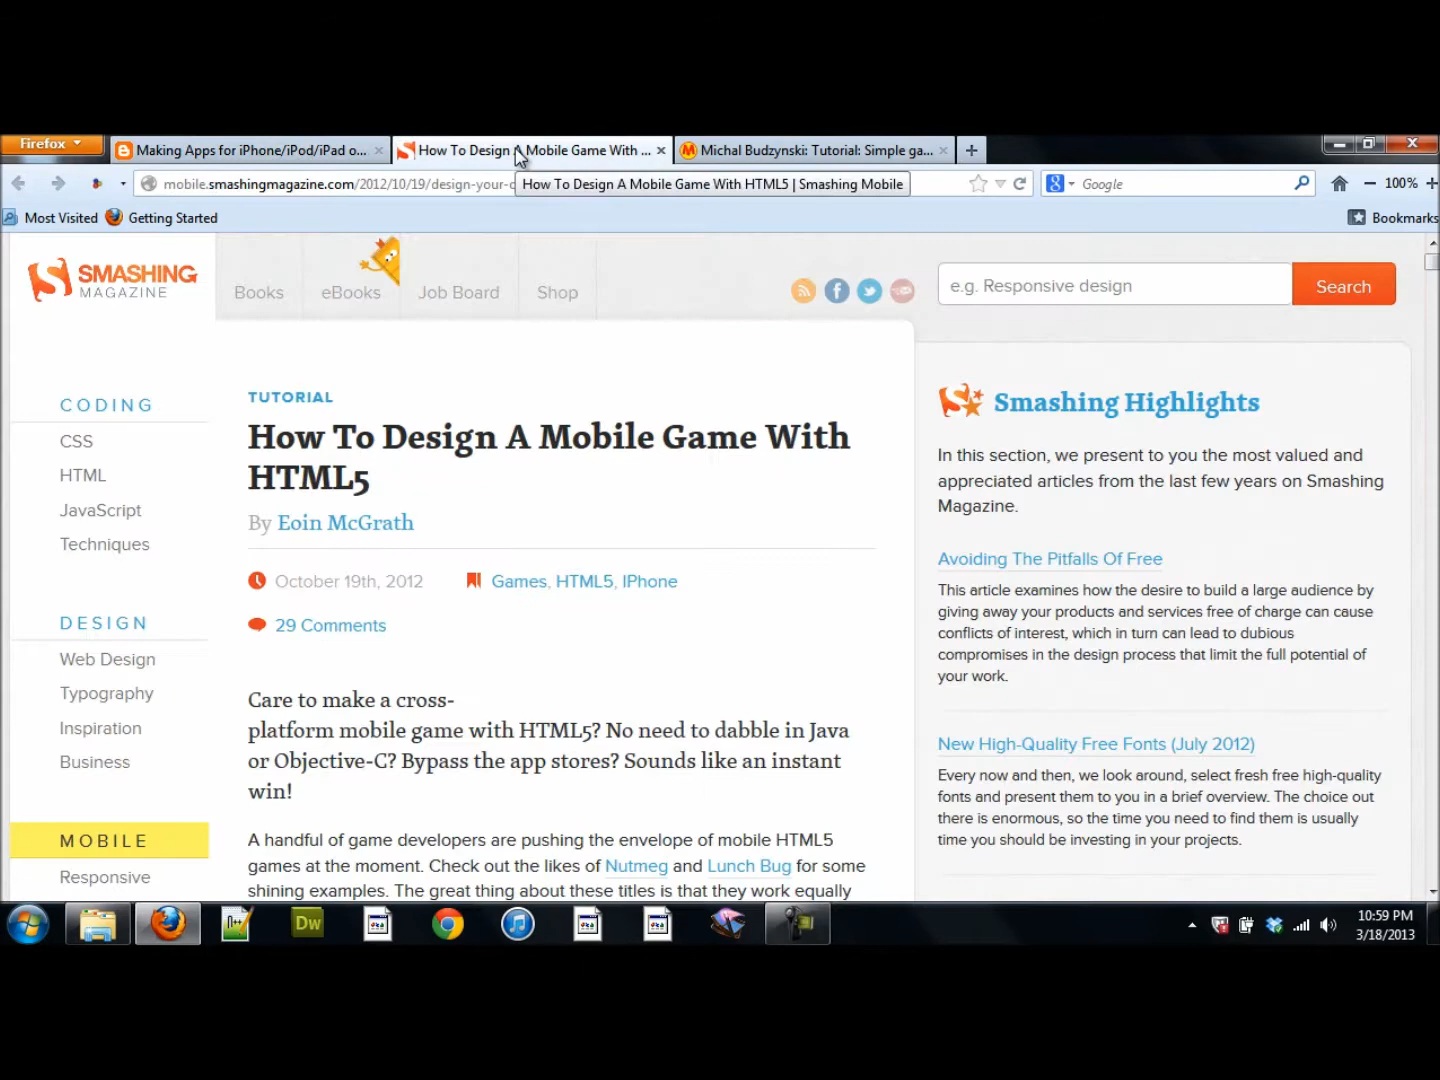 Firefox
Making Apps for iPhone/iPod/iPad o...
How To Design A Mobile Game With ...
Michal Budzynski: Tutorial: Simple ga...
mobile.smashingmagazine.com/2012/10/19/design-your-o
How To Design A Mobile Game With HTML5 | Smashing Magazine
Google
100%
Most Visited
Getting Started
Bookmarks
SMASHING
MAGAZINE
Books
eBooks
Job Board
Shop
e.g. Responsive design
Search
CODING
CSS
HTML
JavaScript
Techniques
DESIGN
Web Design
Typography
Inspiration
Business
MOBILE
Responsive
TUTORIAL
How To Design A Mobile Game With
HTML5
By Eoin McGrath
October 19th, 2012
Games, HTML5, IPhone
29 Comments
Care to make a cross-
platform mobile game with HTML5? No need to dabble in Java
or Objective-C? Bypass the app stores? Sounds like an instant
win!
A handful of game developers are pushing the envelope of mobile HTML5
games at the moment. Check out the likes of Nutmeg and Lunch Bug for some
shining examples. The great thing about these titles is that they work equally
Smashing Highlights
In this section, we present to you the most valued and
appreciated articles from the last few years on Smashing
Magazine.
Avoiding The Pitfalls Of Free
This article examines how the desire to build a large audience by
giving away your products and services free of charge can cause
conflicts of interest, which in turn can lead to dubious
compromises in the design process that limit the full potential of
your work.
New High-Quality Free Fonts (July 2012)
Every now and then, we look around, select fresh free high-quality
fonts and present them to you in a brief overview. The choice out
there is enormous, so the time you need to find them is usually
time you should be investing in your projects.
Dw
10:59 PM
3/18/2013